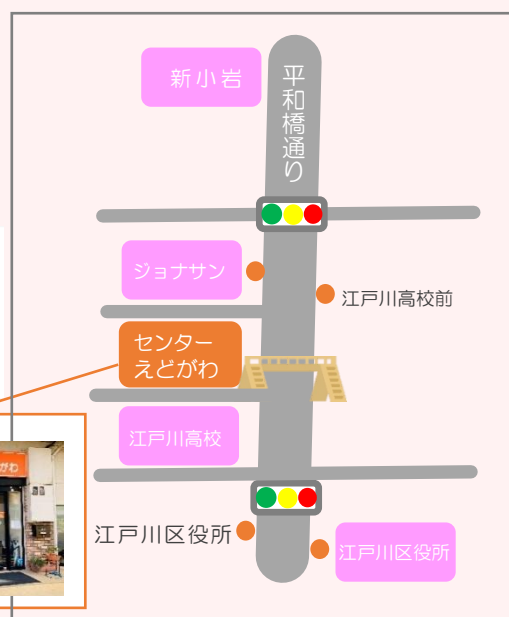 新小岩
平和橋通り
ジョナサン
江戸川高校前
センター
えどがわ
江戸川高校
がわ
江戸川区役所
江戸川区役所